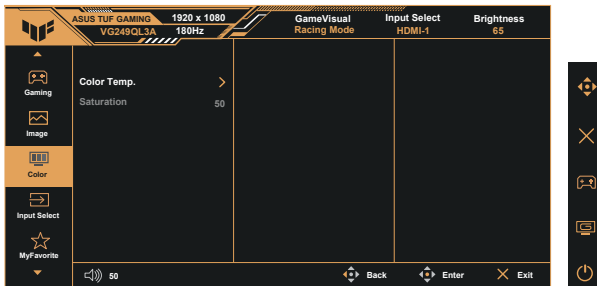 ASUS TUF GAMING 1920 x 1080
VG249QL3A 180Hz
GameVisual
Racing Mode
Input Select
HDMI-1
Brightness
65
Gaming
Image
Color
Input Select
MyFavorite
Color Temp.
Saturation 50
50
Back
Enter
Exit